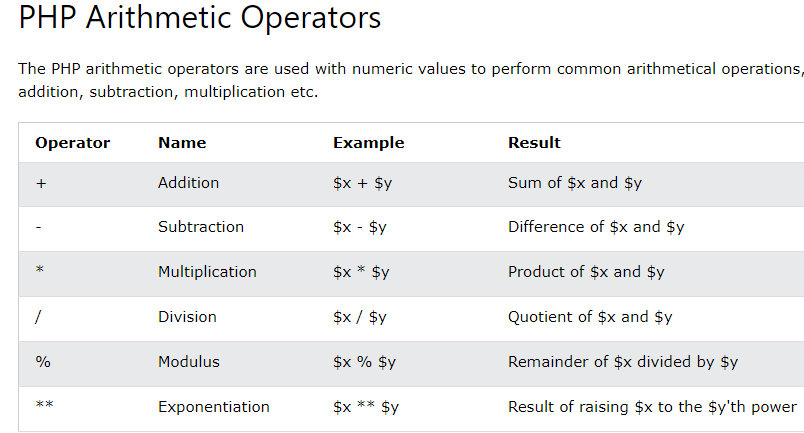 PHP Arithmetic Operators
The PHP arithmetic operators are used with numeric values to perform common arithmetical operations,
addition, subtraction, multiplication etc.
Operator Name Example Result
+ Addition $x + $y Sum of $x and $y
- Subtraction $x - $y Difference of $x and $y
* Multiplication $x * $y Product of $x and $y
/ Division $x / $y Quotient of $x and $y
% Modulus $x % $y Remainder of $x divided by $y
** Exponentiation $x ** $y Result of raising $x to the $y'th power